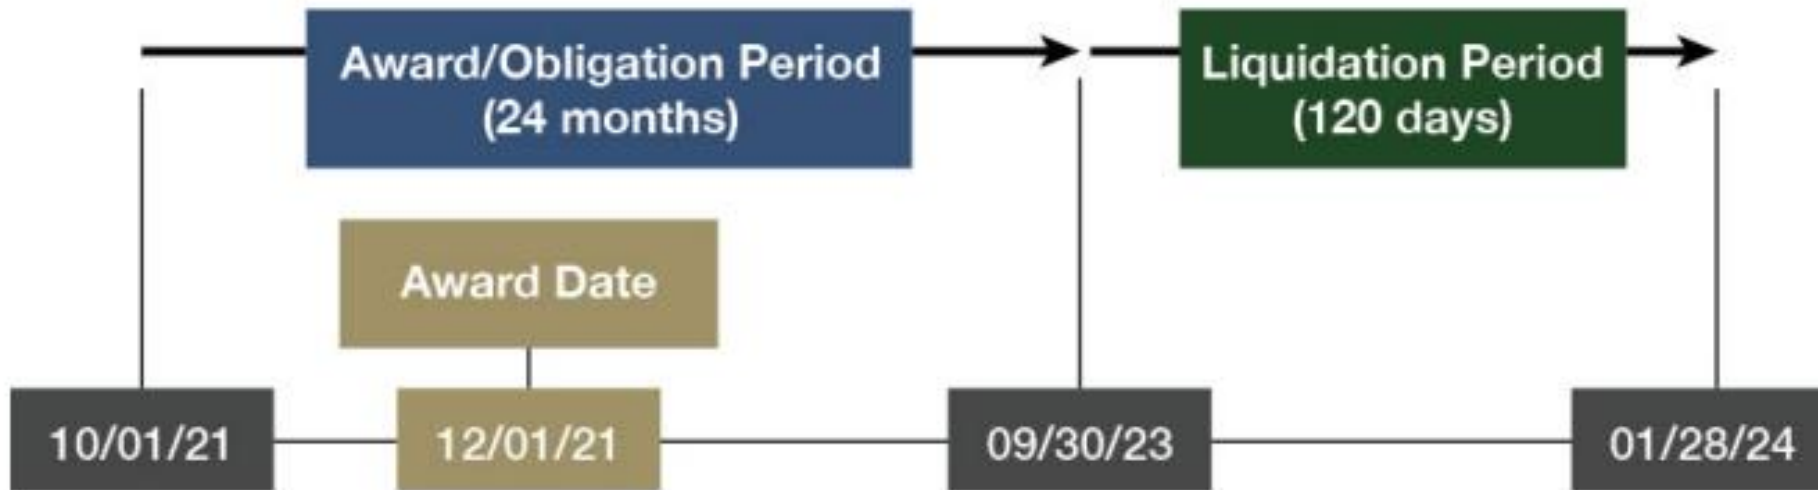 Award/Obligation Period
(24 months)
Liquidation Period
(120 days)
Award Date
10/01/21
12/01/21
09/30/23
01/28/24